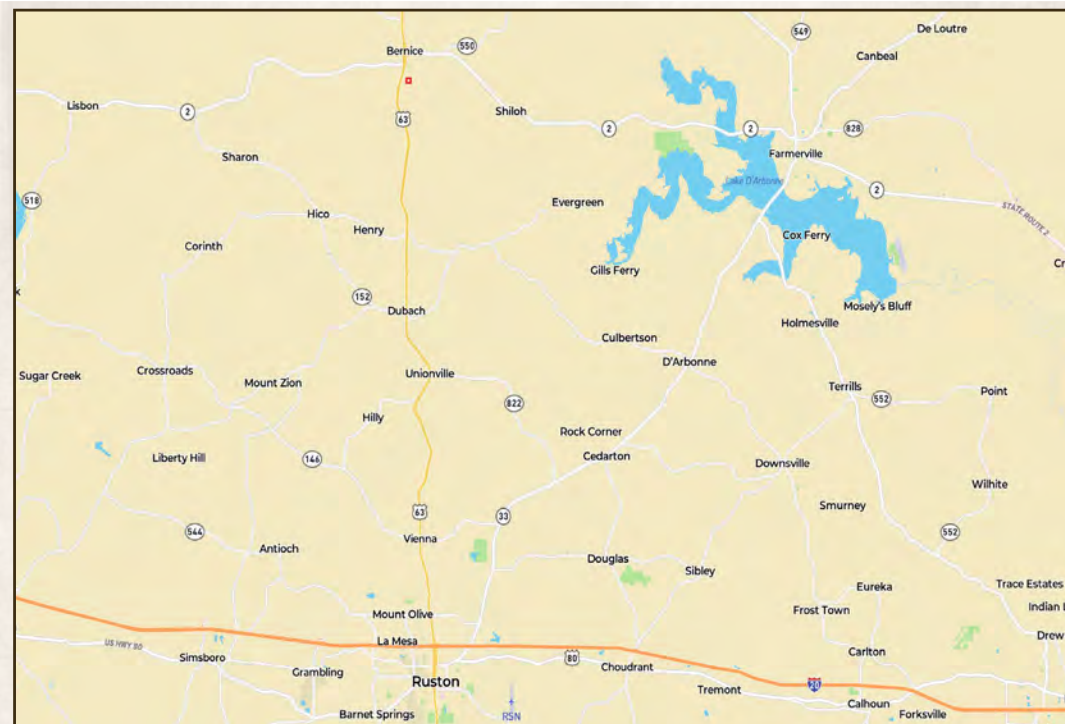 549
De Loutre
Bernice
550
Canbeal
Lisbon
2
Shiloh
63
2
2
828
Sharon
Farmerville
Lake D'Arbonne
2
518
Hico
Evergreen
STATE ROUTE 2
Henry
Corinth
Cox Ferry
Gills Ferry
152
Dubach
Mosely's Bluff
Holmesville
Culbertson
D'Arbonne
Sugar Creek
Crossroads
Unionville
Mount Zion
Terrills
Point
552
822
Hilly
Rock Corner
Cedarton
Liberty Hill
146
Downsville
Wilhite
Smurney
63
33
544
Vienna
552
Antioch
Douglas
Sibley
Trace Estates
Eureka
Mount Olive
Frost Town
Indian
Drew
US HWY 80
La Mesa
Simsboro
80
Carlton
Grambling
Choudrant
Ruston
20
Tremont
Calhoun
Barnet Springs
RSN
Forksville